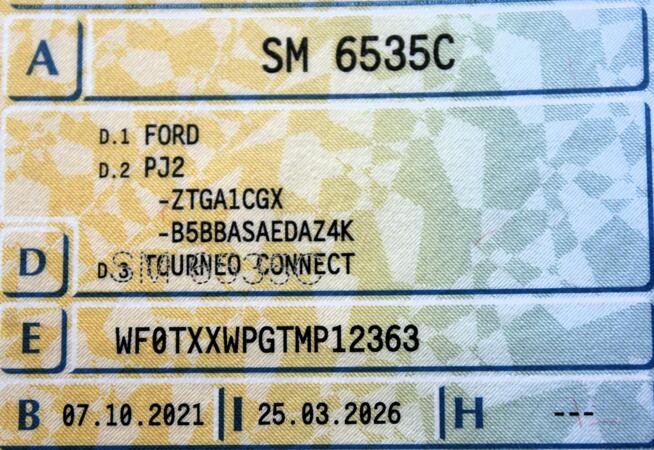 A SM 6535C
D.1 FORD
D.2 PJ2
-ZTGA1CGX
-B5BBASAEDAZ4K
D D.3 TOURNEO CONNECT
E WF0TXXWPGTMP12363
B 07.10.2021 I 25.03.2026 H ---